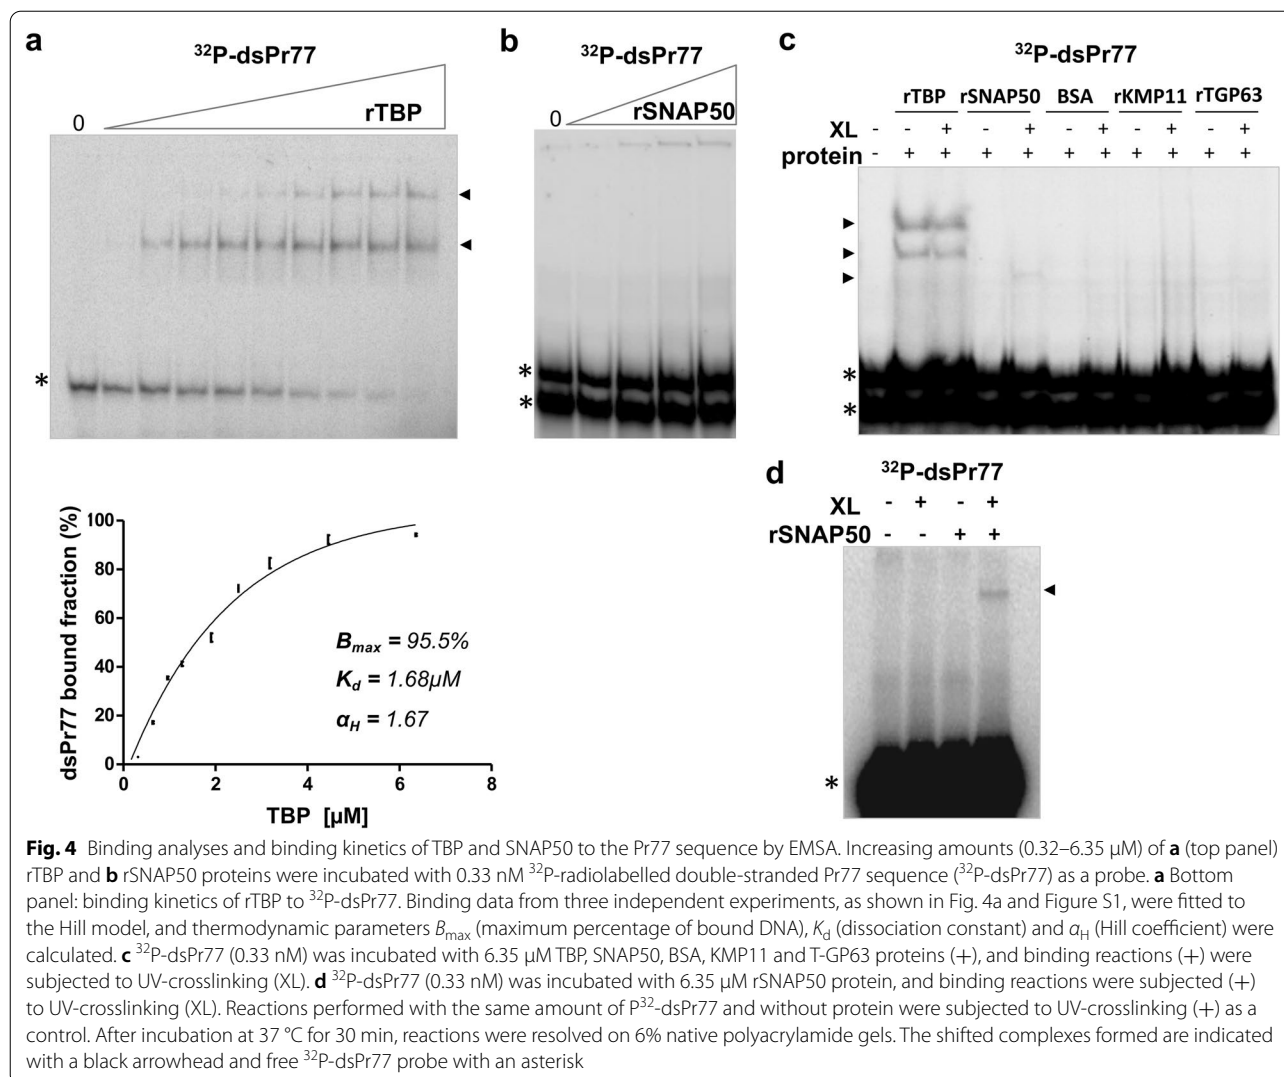 a
³²P-dsPr77
0
rTBP
*
b
³²P-dsPr77
0
rSNAP50
*
*
c
³²P-dsPr77
rTBP rSNAP50 BSA rKMP11 rTGP63
XL - - + - + - + - + - +
protein - + + + + + + + + + +
*
*
dsPr77 bound fraction (%)
100
80
60
40
20
0
0 2 4 6 8
TBP [µM]
B_max = 95.5%
K_d = 1.68µM
α_H = 1.67
d
³²P-dsPr77
XL - + - +
rSNAP50 - - + +
*
Fig. 4 Binding analyses and binding kinetics of TBP and SNAP50 to the Pr77 sequence by EMSA. Increasing amounts (0.32–6.35 µM) of a (top panel)
rTBP and b rSNAP50 proteins were incubated with 0.33 nM ³²P-radiolabelled double-stranded Pr77 sequence (³²P-dsPr77) as a probe. a Bottom
panel: binding kinetics of rTBP to ³²P-dsPr77. Binding data from three independent experiments, as shown in Fig. 4a and Figure S1, were fitted to
the Hill model, and thermodynamic parameters B_max (maximum percentage of bound DNA), K_d (dissociation constant) and α_H (Hill coefficient) were
calculated. c ³²P-dsPr77 (0.33 nM) was incubated with 6.35 µM TBP, SNAP50, BSA, KMP11 and T-GP63 proteins (+), and binding reactions (+) were
subjected to UV-crosslinking (XL). d ³²P-dsPr77 (0.33 nM) was incubated with 6.35 µM rSNAP50 protein, and binding reactions were subjected (+)
to UV-crosslinking (XL). Reactions performed with the same amount of P³²-dsPr77 and without protein were subjected to UV-crosslinking (+) as a
control. After incubation at 37 °C for 30 min, reactions were resolved on 6% native polyacrylamide gels. The shifted complexes formed are indicated
with a black arrowhead and free ³²P-dsPr77 probe with an asterisk